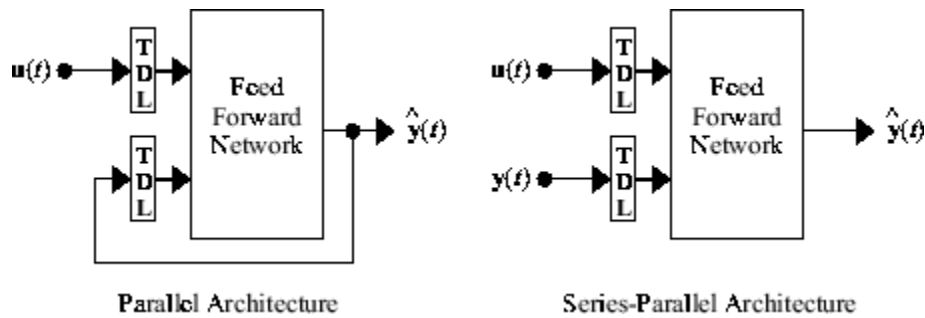 u(t)
T
D
L
T
D
L
Feed
Forward
Network
ŷ(t)
Parallel Architecture
u(t)
y(t)
T
D
L
T
D
L
Feed
Forward
Network
ŷ(t)
Series-Parallel Architecture